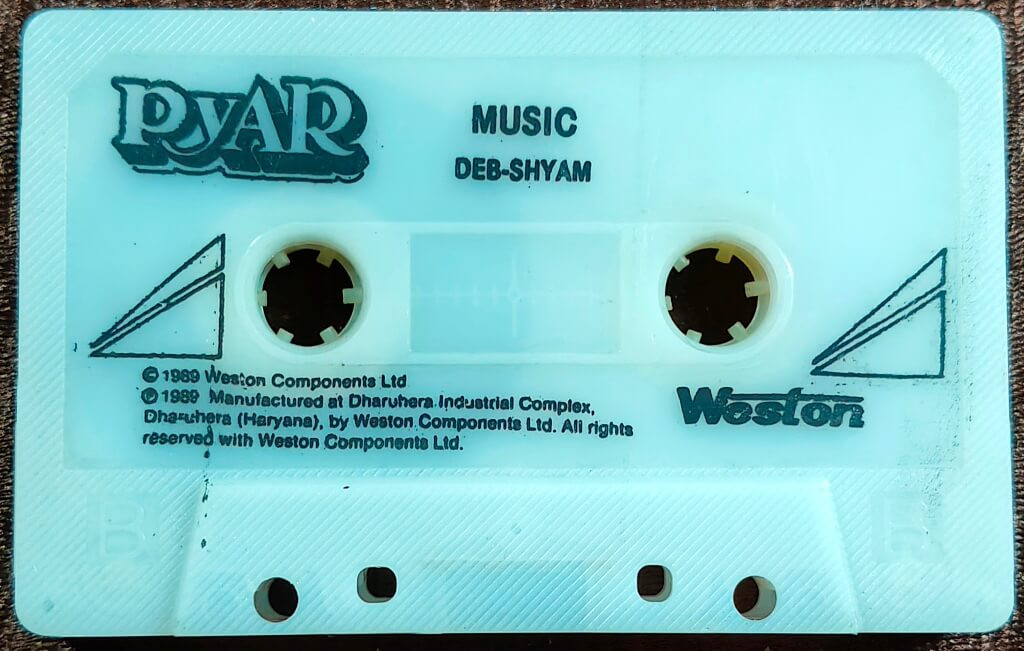 PyAR
MUSIC
DEB-SHYAM
© 1989 Weston Components Ltd
℗ 1989 Manufactured at Dharuhera Industrial Complex,
Dharuhera (Haryana), by Weston Components Ltd. All rights
reserved with Weston Components Ltd.
Weston
B B